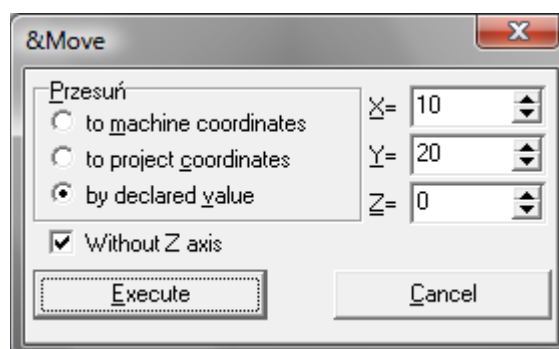 &Move
Przesuń
to machine coordinates
to project coordinates
by declared value
X= 10
Y= 20
Z= 0
Without Z axis
Execute
Cancel